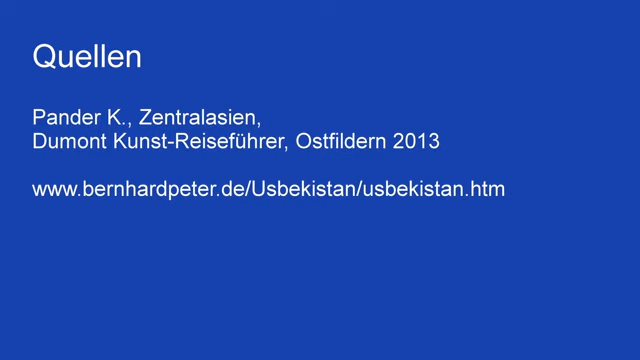 Quellen
Pander K., Zentralasien,
Dumont Kunst-Reiseführer, Ostfildern 2013
www.bernhardpeter.de/Usbekistan/usbekistan.htm